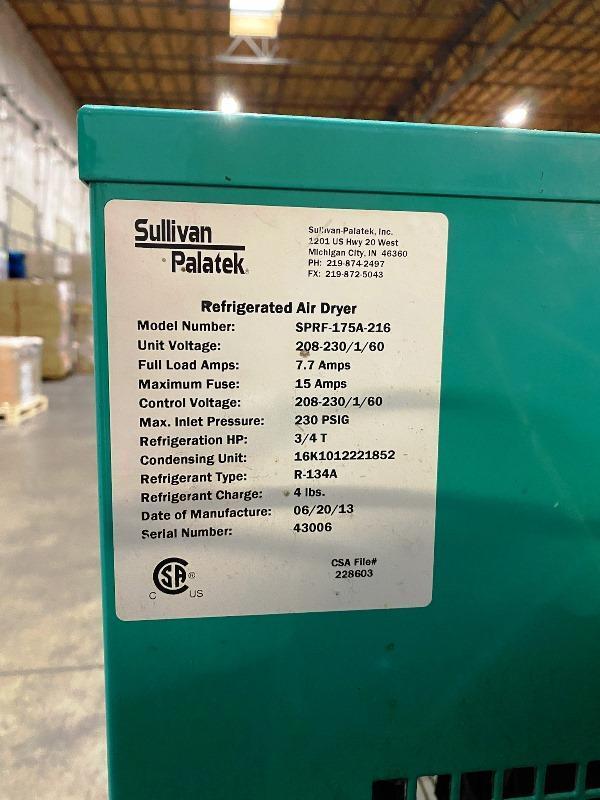 Sullivan
Palatek
Sullivan-Palatek, Inc.
1201 US Hwy 20 West
Michigan City, IN 46360
PH: 219-874-2497
FX: 219-872-5043
Refrigerated Air Dryer
Model Number: SPRF-175A-216
Unit Voltage: 208-230/1/60
Full Load Amps: 7.7 Amps
Maximum Fuse: 15 Amps
Control Voltage: 208-230/1/60
Max. Inlet Pressure: 230 PSIG
Refrigeration HP: 3/4 T
Condensing Unit: 16K1012221852
Refrigerant Type: R-134A
Refrigerant Charge: 4 lbs.
Date of Manufacture: 06/20/13
Serial Number: 43006
CSA File#
228603
SA®
C US